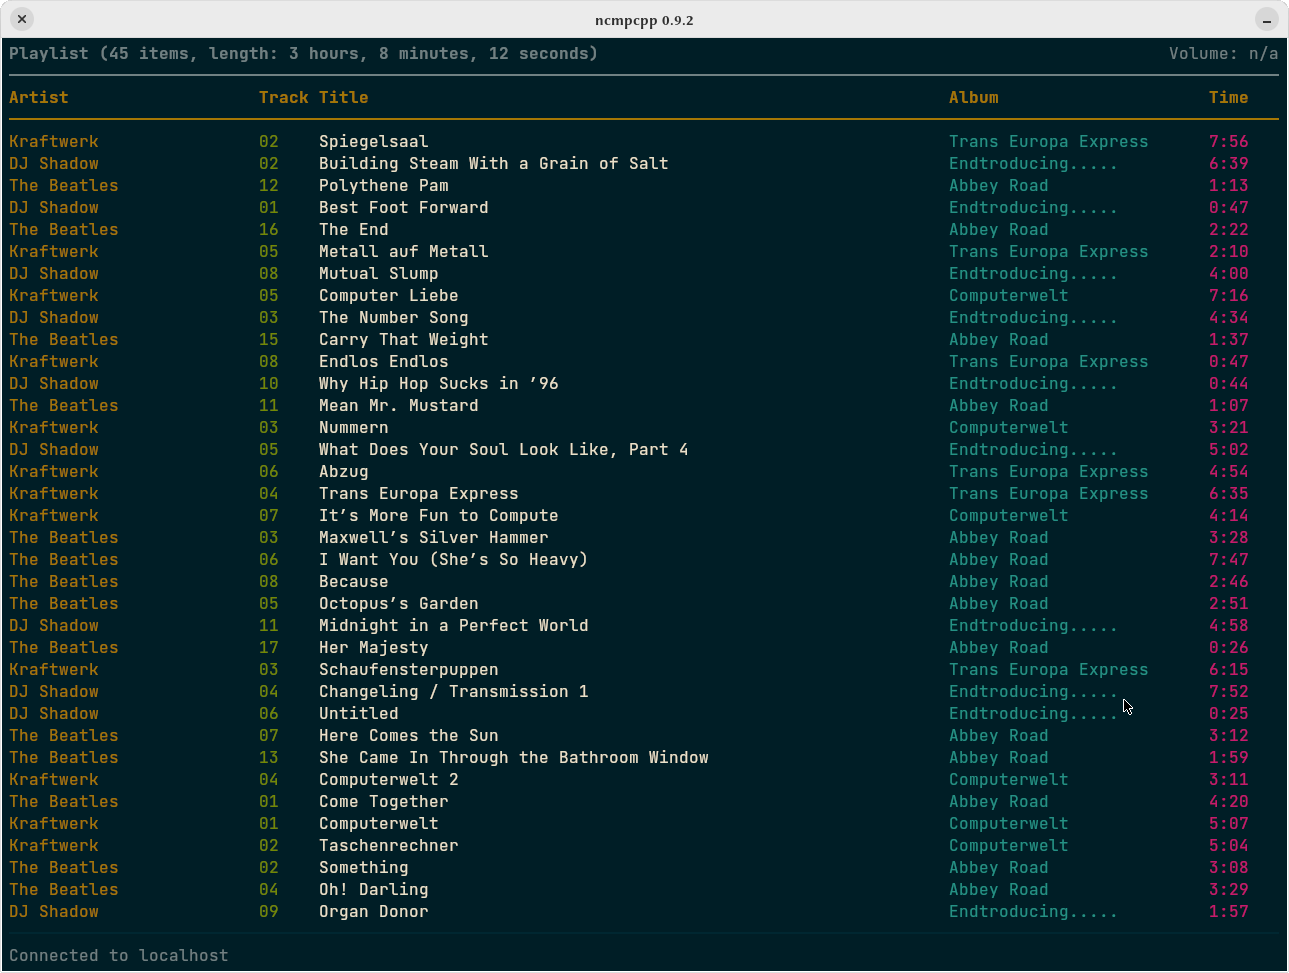 ncmpcpp 0.9.2
Playlist (45 items, length: 3 hours, 8 minutes, 12 seconds) Volume: n/a
Artist Track Title Album Time
Kraftwerk 02 Spiegelsaal Trans Europa Express 7:56
DJ Shadow 02 Building Steam With a Grain of Salt Endtroducing..... 6:39
The Beatles 12 Polythene Pam Abbey Road 1:13
DJ Shadow 01 Best Foot Forward Endtroducing..... 0:47
The Beatles 16 The End Abbey Road 2:22
Kraftwerk 05 Metall auf Metall Trans Europa Express 2:10
DJ Shadow 08 Mutual Slump Endtroducing..... 4:00
Kraftwerk 05 Computer Liebe Computerwelt 7:16
DJ Shadow 03 The Number Song Endtroducing..... 4:34
The Beatles 15 Carry That Weight Abbey Road 1:37
Kraftwerk 08 Endlos Endlos Trans Europa Express 0:47
DJ Shadow 10 Why Hip Hop Sucks in ’96 Endtroducing..... 0:44
The Beatles 11 Mean Mr. Mustard Abbey Road 1:07
Kraftwerk 03 Nummern Computerwelt 3:21
DJ Shadow 05 What Does Your Soul Look Like, Part 4 Endtroducing..... 5:02
Kraftwerk 06 Abzug Trans Europa Express 4:54
Kraftwerk 04 Trans Europa Express Trans Europa Express 6:35
Kraftwerk 07 It’s More Fun to Compute Computerwelt 4:14
The Beatles 03 Maxwell’s Silver Hammer Abbey Road 3:28
The Beatles 06 I Want You (She’s So Heavy) Abbey Road 7:47
The Beatles 08 Because Abbey Road 2:46
The Beatles 05 Octopus’s Garden Abbey Road 2:51
DJ Shadow 11 Midnight in a Perfect World Endtroducing..... 4:58
The Beatles 17 Her Majesty Abbey Road 0:26
Kraftwerk 03 Schaufensterpuppen Trans Europa Express 6:15
DJ Shadow 04 Changeling / Transmission 1 Endtroducing..... 7:52
DJ Shadow 06 Untitled Endtroducing..... 0:25
The Beatles 07 Here Comes the Sun Abbey Road 3:12
The Beatles 13 She Came In Through the Bathroom Window Abbey Road 1:59
Kraftwerk 04 Computerwelt 2 Computerwelt 3:11
The Beatles 01 Come Together Abbey Road 4:20
Kraftwerk 01 Computerwelt Computerwelt 5:07
Kraftwerk 02 Taschenrechner Computerwelt 5:04
The Beatles 02 Something Abbey Road 3:08
The Beatles 04 Oh! Darling Abbey Road 3:29
DJ Shadow 09 Organ Donor Endtroducing..... 1:57
Connected to localhost